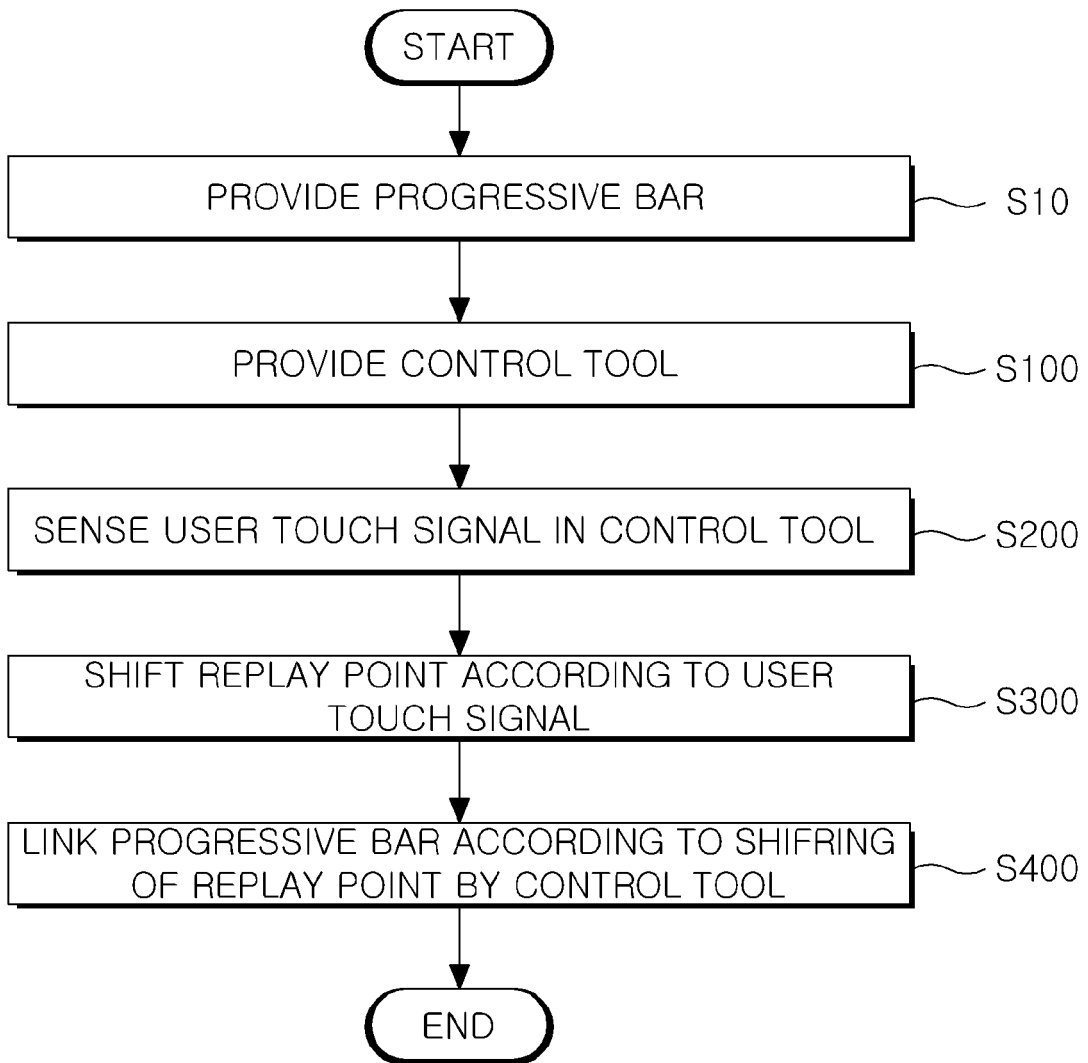 START
PROVIDE PROGRESSIVE BAR
S10
PROVIDE CONTROL TOOL
S100
SENSE USER TOUCH SIGNAL IN CONTROL TOOL
S200
SHIFT REPLAY POINT ACCORDING TO USER
TOUCH SIGNAL
S300
LINK PROGRESSIVE BAR ACCORDING TO SHIFRING
OF REPLAY POINT BY CONTROL TOOL
S400
END